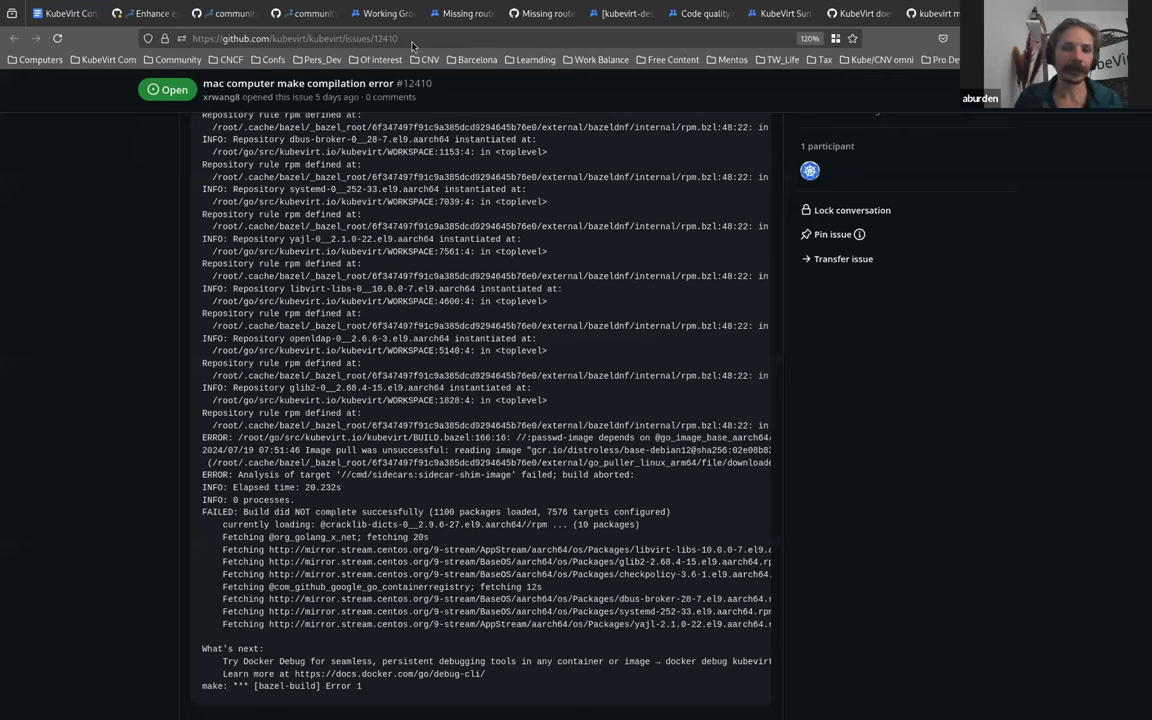 KubeVirt Con
Enhance e
communit
communi
Working Gro
Missing route
Missing route
[kubevirt-dev
Code quality
KubeVirt Sun
KubeVirt doe
kubevirt m
https://github.com/kubevirt/kubevirt/issues/12410
120%
Computers
KubeVirt Com
Community
CNCF
Confs
Pers_Dev
Of interest
CNV
Barcelona
Learnding
Work Balance
Free Content
Mentos
TW_Life
Tax
Kube/CNV omni
Pro Dev
KubeVirt
aburden
Open
mac computer make compilation error #12410
xrwang8 opened this issue 5 days ago · 0 comments
Repository rule rpm defined at:
/root/.cache/bazel/_bazel_root/6f347497f91c9a385dcd9294645b76e0/external/bazeldnf/internal/rpm.bzl:48:22: in
INFO: Repository dbus-broker-0__28-7.el9.aarch64 instantiated at:
/root/go/src/kubevirt.io/kubevirt/WORKSPACE:1153:4: in <toplevel>
Repository rule rpm defined at:
/root/.cache/bazel/_bazel_root/6f347497f91c9a385dcd9294645b76e0/external/bazeldnf/internal/rpm.bzl:48:22: in
INFO: Repository systemd-0__252-33.el9.aarch64 instantiated at:
/root/go/src/kubevirt.io/kubevirt/WORKSPACE:7039:4: in <toplevel>
Repository rule rpm defined at:
/root/.cache/bazel/_bazel_root/6f347497f91c9a385dcd9294645b76e0/external/bazeldnf/internal/rpm.bzl:48:22: in
INFO: Repository yajl-0__2.1.0-22.el9.aarch64 instantiated at:
/root/go/src/kubevirt.io/kubevirt/WORKSPACE:7561:4: in <toplevel>
Repository rule rpm defined at:
/root/.cache/bazel/_bazel_root/6f347497f91c9a385dcd9294645b76e0/external/bazeldnf/internal/rpm.bzl:48:22: in
INFO: Repository libvirt-libs-0__10.0.0-7.el9.aarch64 instantiated at:
/root/go/src/kubevirt.io/kubevirt/WORKSPACE:4600:4: in <toplevel>
Repository rule rpm defined at:
/root/.cache/bazel/_bazel_root/6f347497f91c9a385dcd9294645b76e0/external/bazeldnf/internal/rpm.bzl:48:22: in
INFO: Repository openldap-0__2.6.6-3.el9.aarch64 instantiated at:
/root/go/src/kubevirt.io/kubevirt/WORKSPACE:5140:4: in <toplevel>
Repository rule rpm defined at:
/root/.cache/bazel/_bazel_root/6f347497f91c9a385dcd9294645b76e0/external/bazeldnf/internal/rpm.bzl:48:22: in
INFO: Repository glib2-0__2.68.4-15.el9.aarch64 instantiated at:
/root/go/src/kubevirt.io/kubevirt/WORKSPACE:1828:4: in <toplevel>
Repository rule rpm defined at:
/root/.cache/bazel/_bazel_root/6f347497f91c9a385dcd9294645b76e0/external/bazeldnf/internal/rpm.bzl:48:22: in
ERROR: /root/go/src/kubevirt.io/kubevirt/BUILD.bazel:166:16: //:passwd-image depends on @go_image_base_aarch64/
2024/07/19 07:51:46 Image pull was unsuccessful: reading image "gcr.io/distroless/base-debian12@sha256:02e08b83
(/root/go/src/kubevirt.io/kubevirt/external/go_puller_linux_arm64/file/downloade
ERROR: Analysis of target '//cmd/sidecars:sidecar-shim-image' failed; build aborted:
INFO: Elapsed time: 20.232s
INFO: 0 processes.
FAILED: Build did NOT complete successfully (1100 packages loaded, 7576 targets configured)
currently loading: @cracklib-dicts-0__2.9.6-27.el9.aarch64//rpm ... (10 packages)
Fetching @org_golang_x_net; fetching 20s
Fetching http://mirror.stream.centos.org/9-stream/AppStream/aarch64/os/Packages/libvirt-libs-10.0.0-7.el9.a
Fetching http://mirror.stream.centos.org/9-stream/BaseOS/aarch64/os/Packages/glib2-2.68.4-15.el9.aarch64.rp
Fetching http://mirror.stream.centos.org/9-stream/AppStream/aarch64/os/Packages/checkpolicy-3.6-1.el9.aarch64.
Fetching @com_github_google_go_containerregistry; fetching 12s
Fetching http://mirror.stream.centos.org/9-stream/BaseOS/aarch64/os/Packages/dbus-broker-28-7.el9.aarch64.r
Fetching http://mirror.stream.centos.org/9-stream/BaseOS/aarch64/os/Packages/systemd-252-33.el9.aarch64.rpm
Fetching http://mirror.stream.centos.org/9-stream/AppStream/aarch64/os/Packages/yajl-2.1.0-22.el9.aarch64.r
What's next:
Try Docker Debug for seamless, persistent debugging tools in any container or image → docker debug kubevirt
Learn more at https://docs.docker.com/go/debug-cli/
make: *** [bazel-build] Error 1
1 participant
Lock conversation
Pin issue
Transfer issue